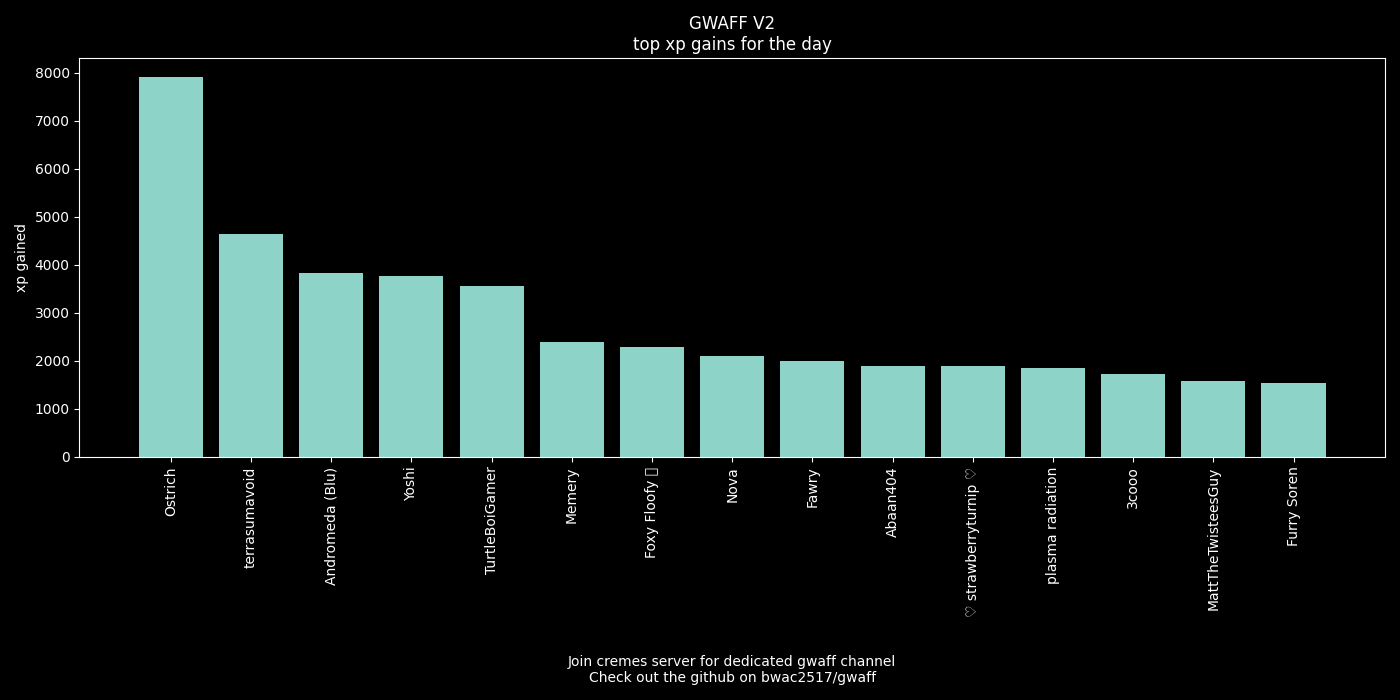 GWAFF V2
top xp gains for the day
xp gained
8000
7000
6000
5000
4000
3000
2000
1000
0
Ostrich
terrasumavoid
Andromeda (Blu)
Yoshi
TurtleBoiGamer
Memery
Foxy Floofy
Nova
Fawry
Abaan404
♡ strawberryturnip ♡
plasma radiation
3cooo
MattTheTwisteesGuy
Furry Soren
Join cremes server for dedicated gwaff channel
Check out the github on bwac2517/gwaff